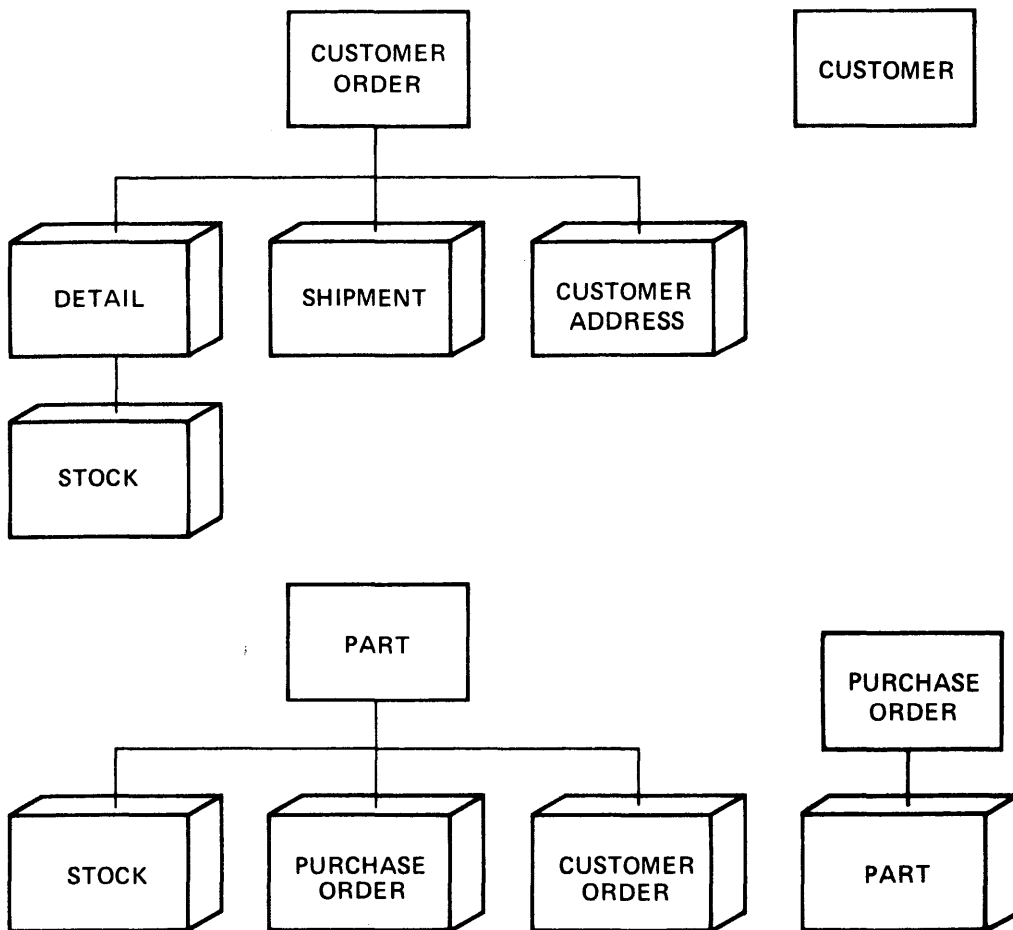 CUSTOMER
ORDER
CUSTOMER
DETAIL
SHIPMENT
CUSTOMER
ADDRESS
STOCK
PART
PURCHASE
ORDER
STOCK
PURCHASE
ORDER
CUSTOMER
ORDER
PART